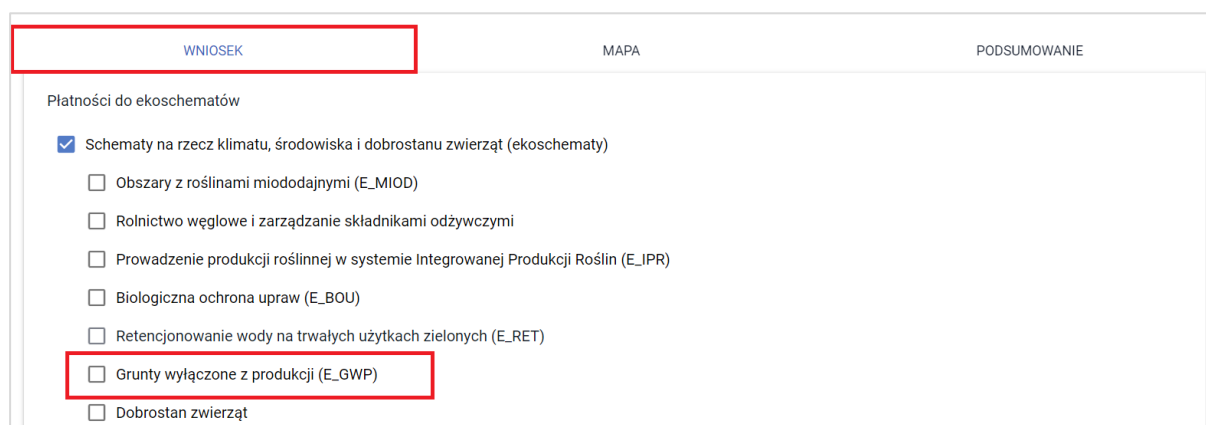 WNIOSEK MAPA PODSUMOWANIE
Płatności do ekoschematów
Schematy na rzecz klimatu, środowiska i dobrostanu zwierząt (ekoschematy)
Obszary z roślinami miododajnymi (E_MIOD)
Rolnictwo węglowe i zarządzanie składnikami odżywczymi
Prowadzenie produkcji roślinnej w systemie Integrowanej Produkcji Roślin (E_IPR)
Biologiczna ochrona upraw (E_BOU)
Retencjonowanie wody na trwałych użytkach zielonych (E_RET)
Grunty wyłączone z produkcji (E_GWP)
Dobrostan zwierząt